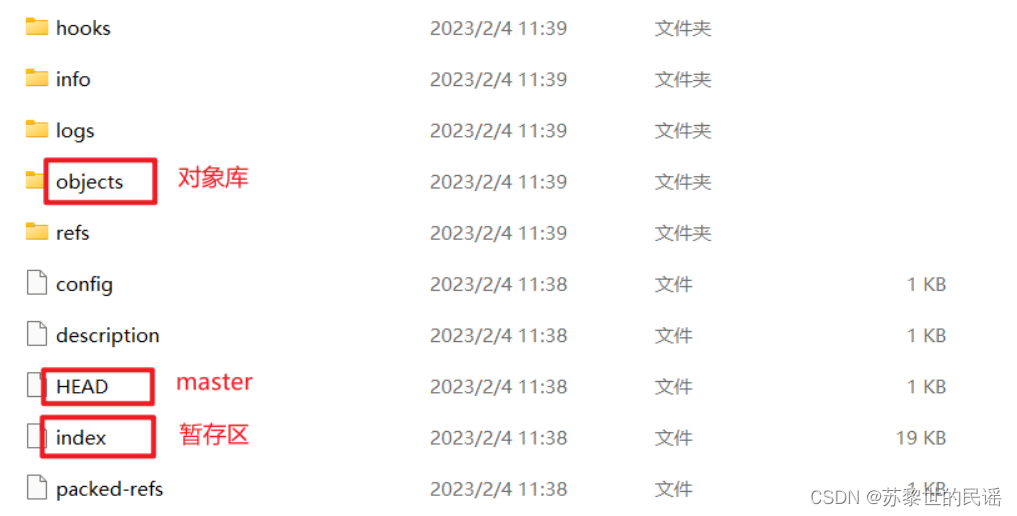 hooks 2023/2/4 11:39 文件夹
info 2023/2/4 11:39 文件夹
logs 2023/2/4 11:39 文件夹
objects 对象库 2023/2/4 11:39 文件夹
refs 2023/2/4 11:39 文件夹
config 2023/2/4 11:38 文件 1 KB
description 2023/2/4 11:38 文件 1 KB
HEAD master 2023/2/4 11:38 文件 1 KB
index 暂存区 2023/2/4 11:38 文件 19 KB
packed-refs 2023/2/4 11:38 文件 1 KB
CSDN @苏黎世的民谣